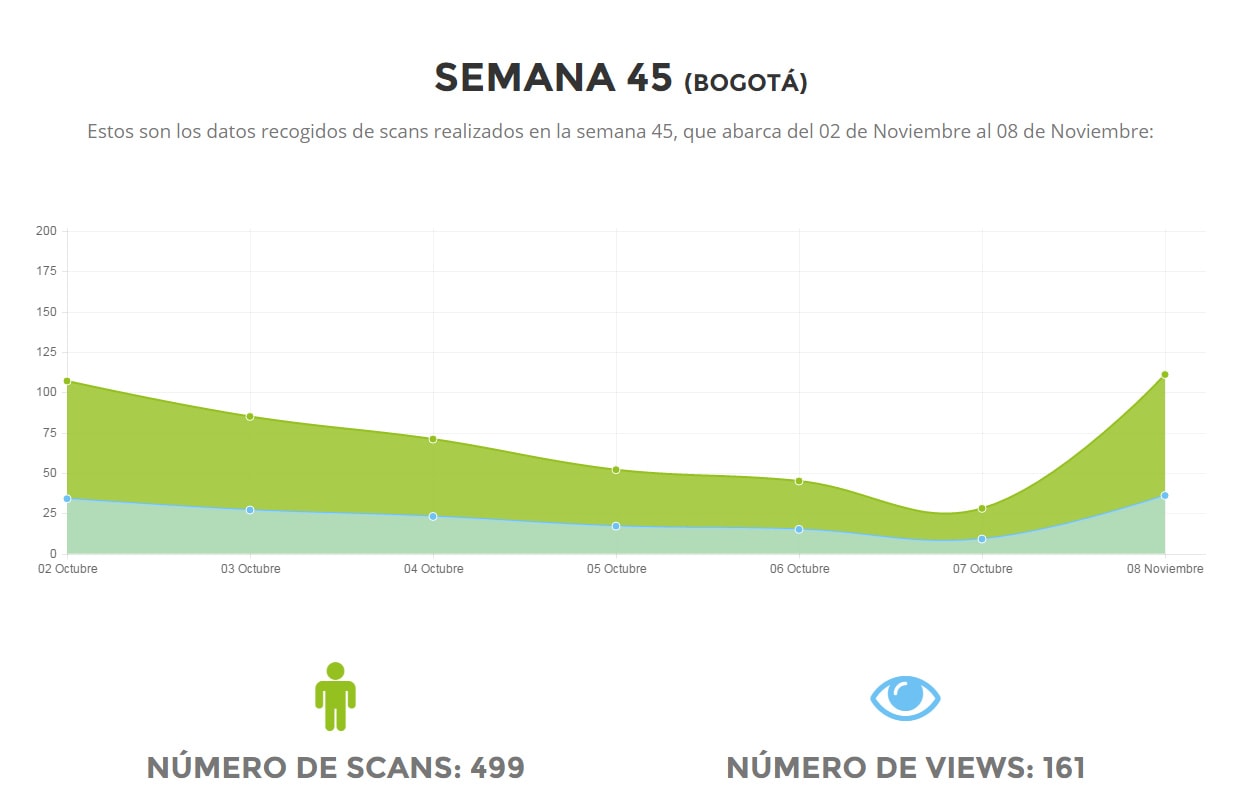 SEMANA 45 (BOGOTÁ)
Estos son los datos recogidos de scans realizados en la semana 45, que abarca del 02 de Noviembre al 08 de Noviembre:
200
175
150
125
100
75
50
25
0
02 Octubre 03 Octubre 04 Octubre 05 Octubre 06 Octubre 07 Octubre 08 Noviembre
NÚMERO DE SCANS: 499 NÚMERO DE VIEWS: 161